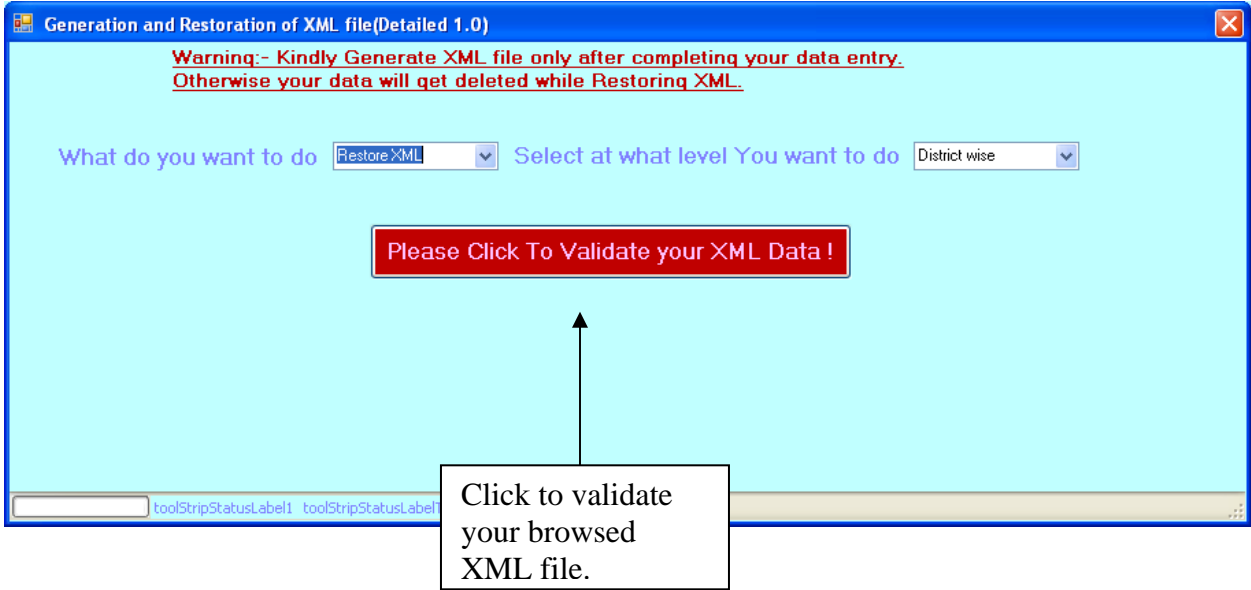 Generation and Restoration of XML file(Detailed 1.0)
Warning:- Kindly Generate XML file only after completing your data entry.
Otherwise your data will get deleted while Restoring XML.
What do you want to do Restore XML Select at what level You want to do District wise
Please Click To Validate your XML Data !
Click to validate
your browsed
XML file.
toolStripStatusLabel1 toolStripStatusLabel